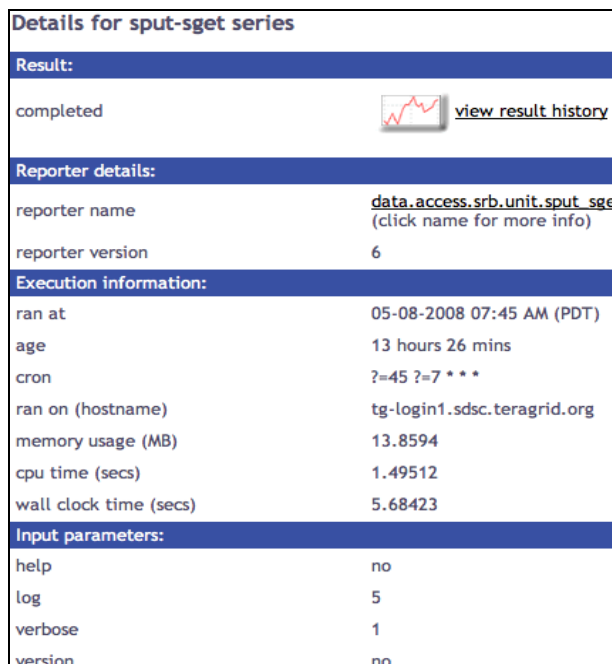 Details for sput-sget series
Result:
completed view result history
Reporter details:
reporter name data.access.srb.unit.sput_sge
(click name for more info)
reporter version 6
Execution information:
ran at 05-08-2008 07:45 AM (PDT)
age 13 hours 26 mins
cron ?=45 ?=7 * * *
ran on (hostname) tg-login1.sdsc.teragrid.org
memory usage (MB) 13.8594
cpu time (secs) 1.49512
wall clock time (secs) 5.68423
Input parameters:
help no
log 5
verbose 1
version no